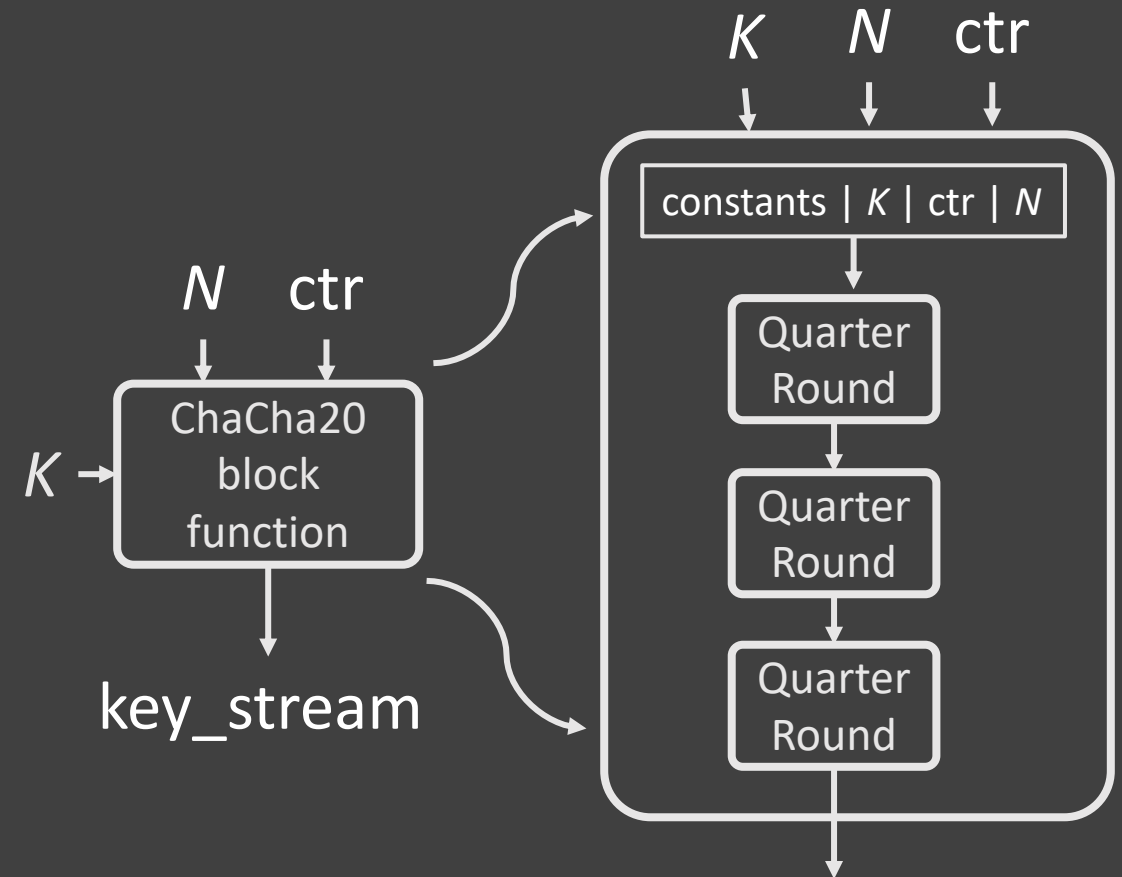 N ctr
K
ChaCha20
block
function
key_stream
K N ctr
constants | K | ctr | N
Quarter
Round
Quarter
Round
Quarter
Round